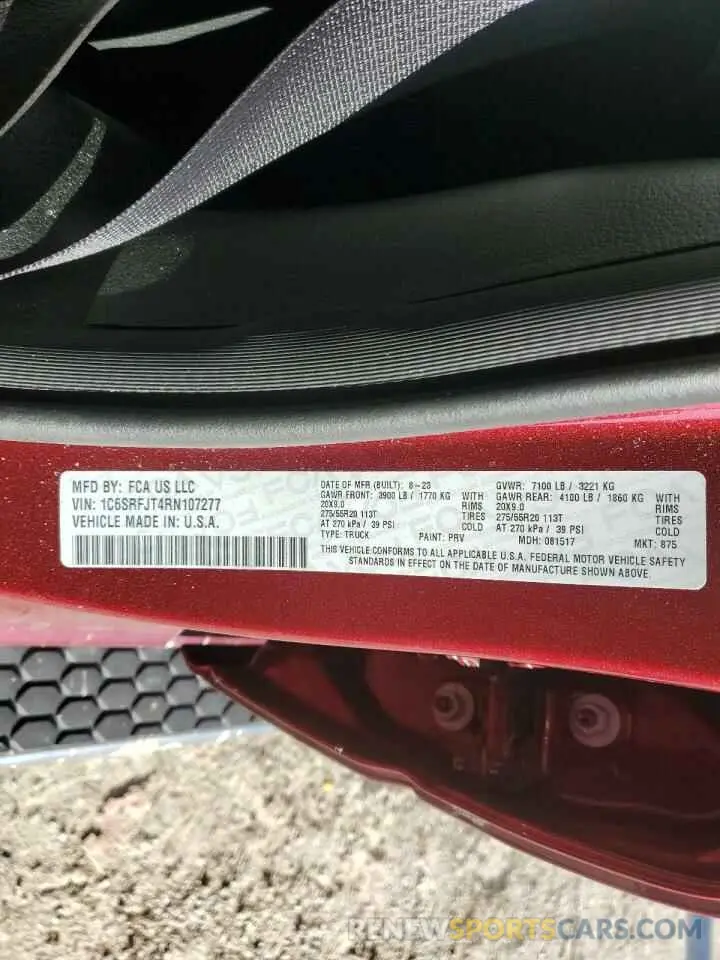 MFD BY: FCA US LLC
VIN: 1C6SRFJT4RN107277
VEHICLE MADE IN: U.S.A.
DATE OF MFR (BUILT): 8-23 GVWR: 7100 LB / 3221 KG
GAWR FRONT: 3900 LB / 1770 KG WITH GAWR REAR: 4100 LB / 1860 KG WITH
20X9.0 RIMS 20X9.0 RIMS
275/55R20 113T TIRES 275/55R20 113T TIRES
AT 270 kPa / 39 PSI COLD AT 270 kPa / 39 PSI COLD
TYPE: TRUCK PAINT: PRV MDH: 081517 MKT: 875
THIS VEHICLE CONFORMS TO ALL APPLICABLE U.S.A. FEDERAL MOTOR VEHICLE SAFETY
STANDARDS IN EFFECT ON THE DATE OF MANUFACTURE SHOWN ABOVE.
RENEWSPORTSCAR.COM